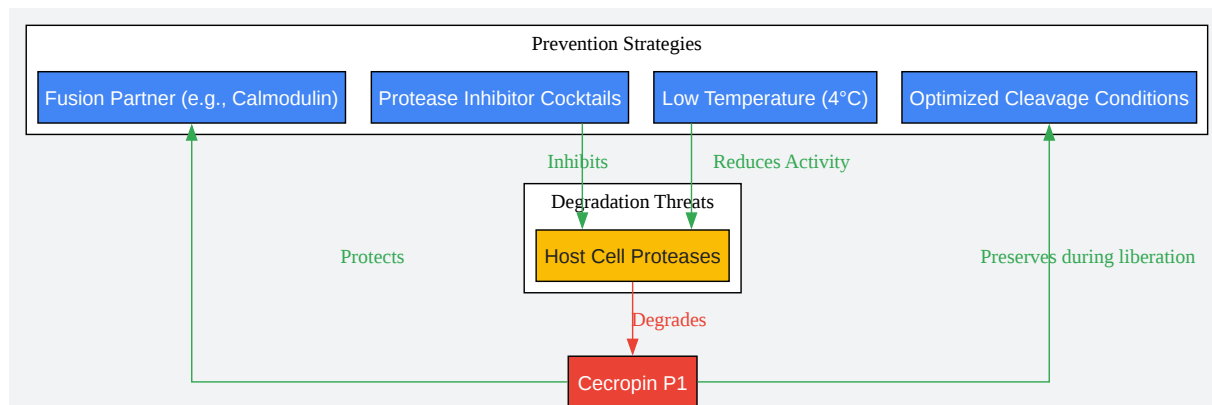 Prevention Strategies
Fusion Partner (e.g., Calmodulin)
Protease Inhibitor Cocktails
Low Temperature (4°C)
Optimized Cleavage Conditions
Inhibits
Reduces Activity
Degradation Threats
Host Cell Proteases
Protects
Preserves during liberation
Degrades
Cecropin P1